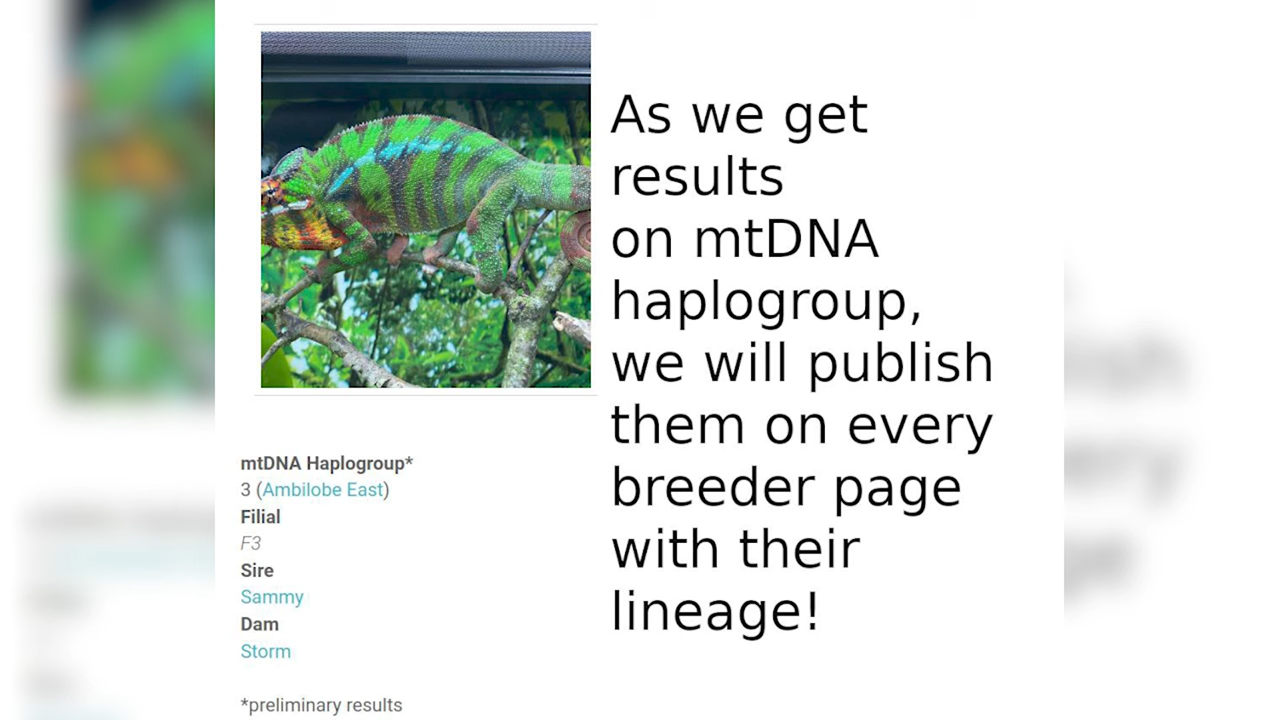 As we get
results
on mtDNA
haplogroup,
we will publish
them on every
breeder page
with their
lineage!
mtDNA Haplogroup*
3 (Ambilobe East)
Filial
F3
Sire
Sammy
Dam
Storm
*preliminary results